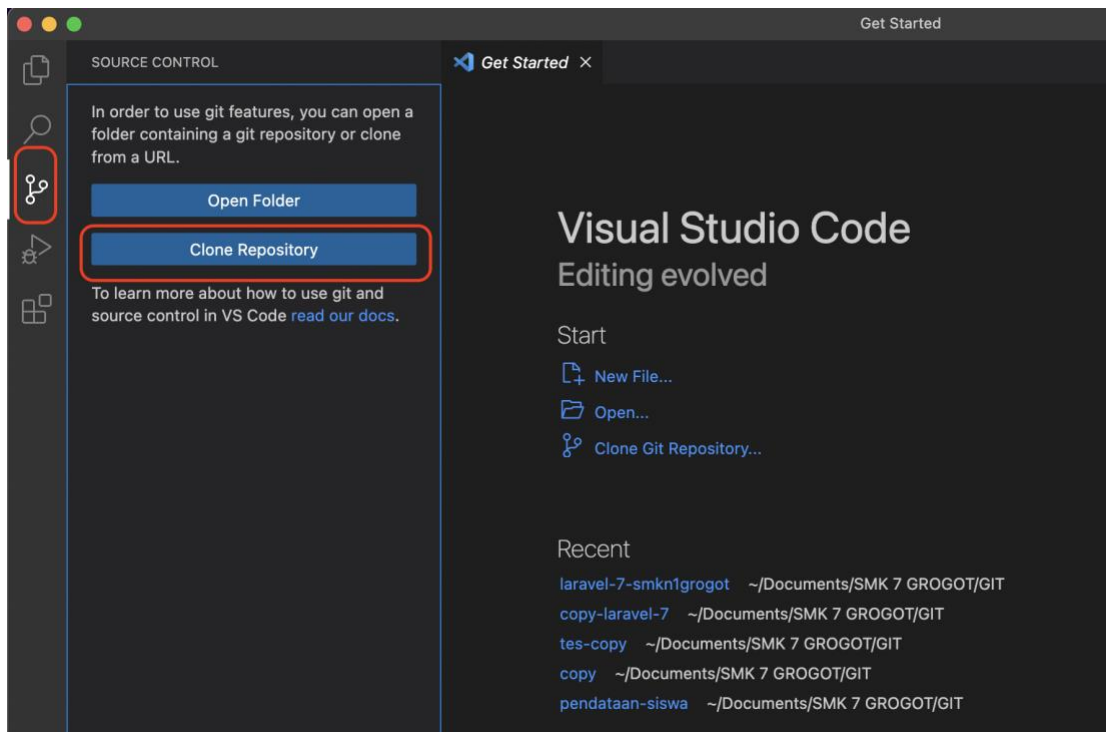 Get Started
SOURCE CONTROL
Get Started
In order to use git features, you can open a
folder containing a git repository or clone
from a URL.
Open Folder
Clone Repository
To learn more about how to use git and
source control in VS Code read our docs.
Visual Studio Code
Editing evolved
Start
New File...
Open...
Clone Git Repository...
Recent
laravel-7-smkn1grogot ~/Documents/SMK 7 GROGOT/GIT
copy-laravel-7 ~/Documents/SMK 7 GROGOT/GIT
tes-copy ~/Documents/SMK 7 GROGOT/GIT
copy ~/Documents/SMK 7 GROGOT/GIT
pendataan-siswa ~/Documents/SMK 7 GROGOT/GIT